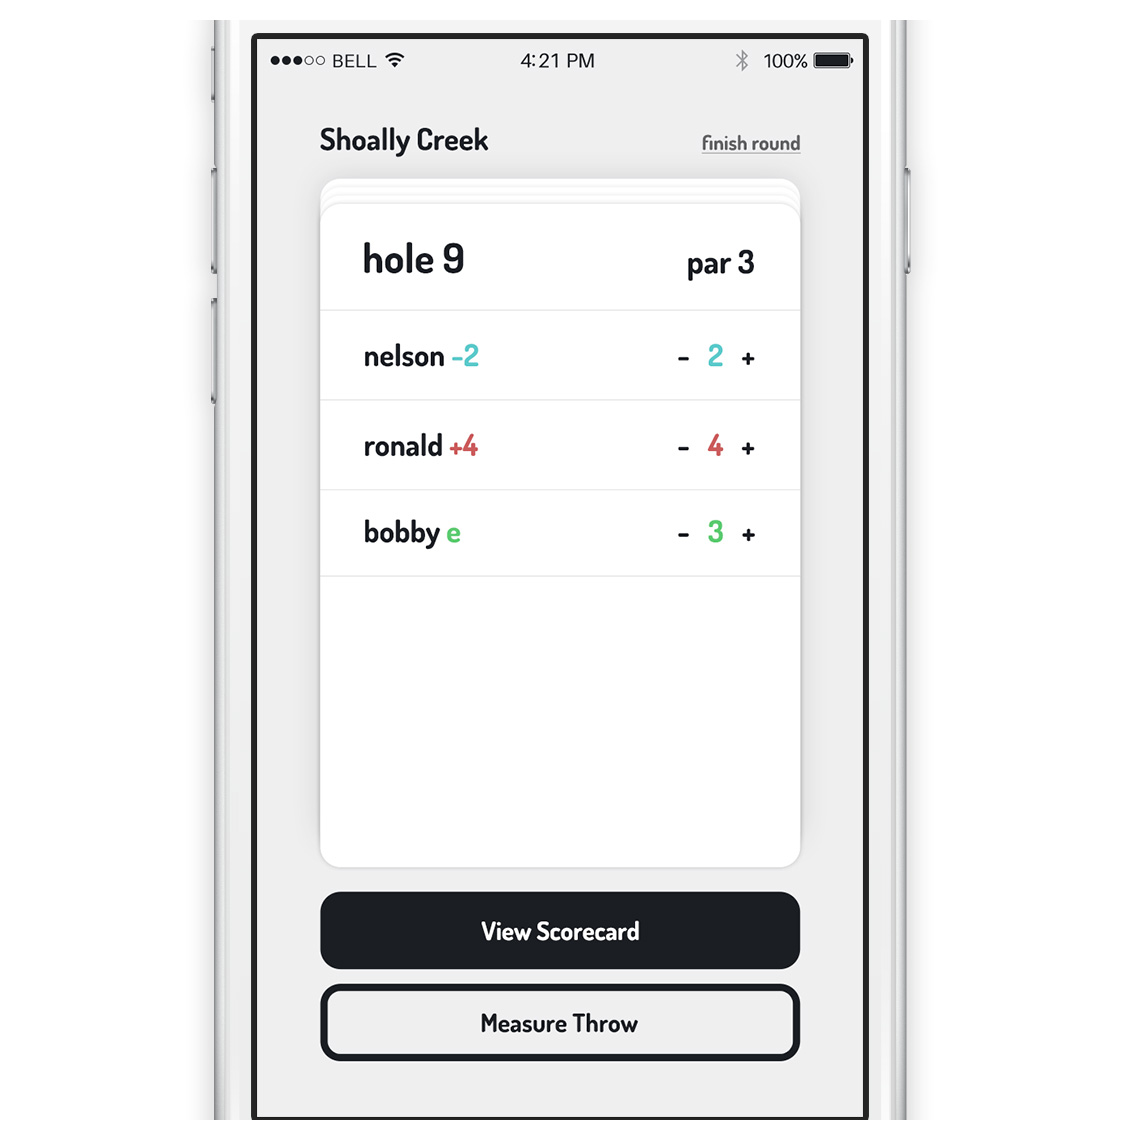 BELL 4:21 PM 100%
Shoally Creek finish round
hole 9 par 3
nelson -2 - 2 +
ronald +4 - 4 +
bobby e - 3 +
View Scorecard
Measure Throw